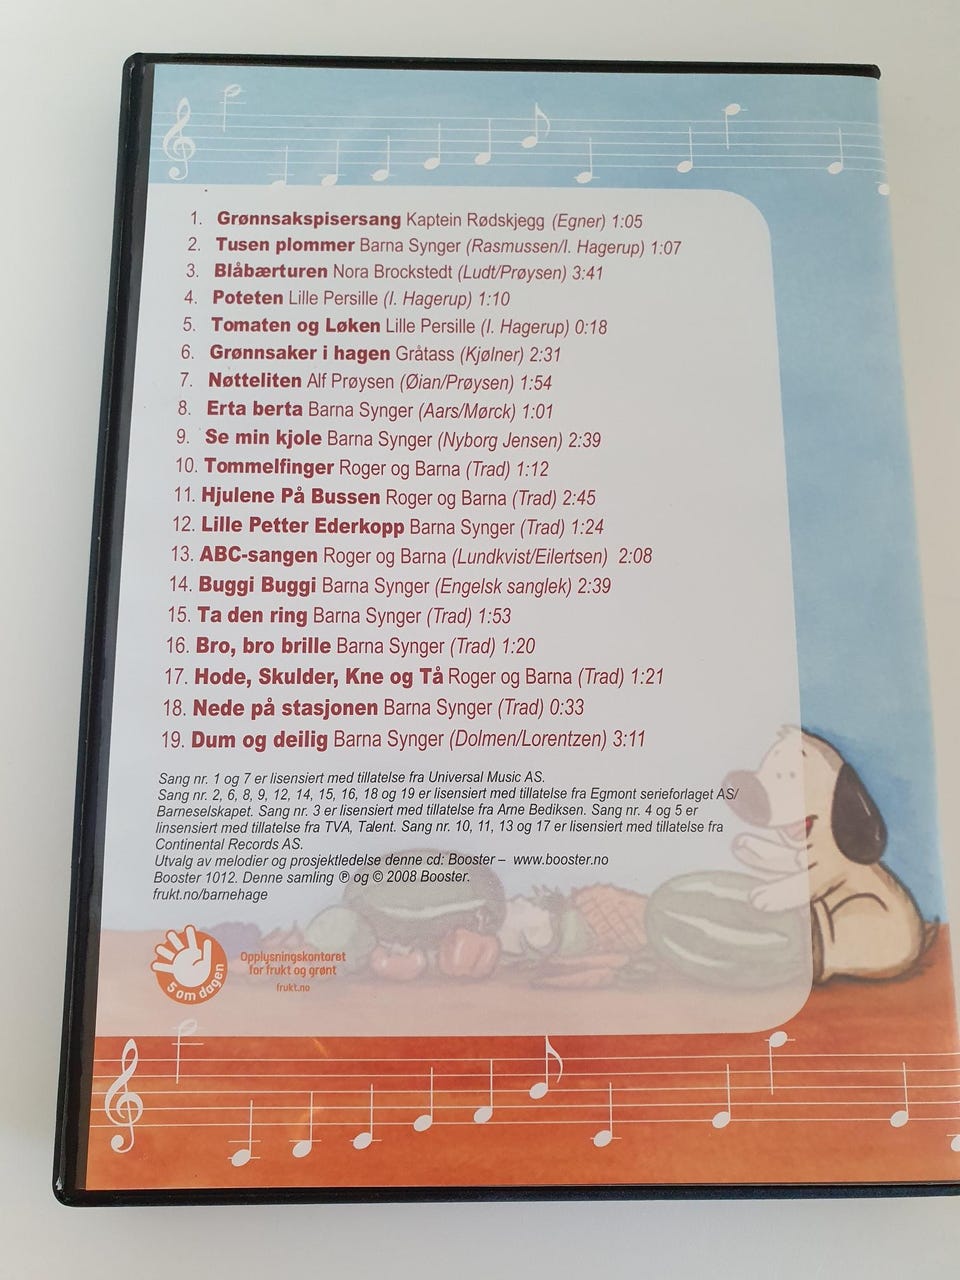 1. Grønnsakspisersang Kaptein Rødskjegg (Egner) 1:05
2. Tusen plommer Barna Synger (Rasmussen/I. Hagerup) 1:07
3. Blåbærturen Nora Brockstedt (Ludt/Prøysen) 3:41
4. Poteten Lille Persille (I. Hagerup) 1:10
5. Tomaten og Løken Lille Persille (I. Hagerup) 0:18
6. Grønnsaker i hagen Gråtass (Kjølner) 2:31
7. Nøtteliten Alf Prøysen (Øian/Prøysen) 1:54
8. Erta berta Barna Synger (Aars/Mørck) 1:01
9. Se min kjole Barna Synger (Nyborg Jensen) 2:39
10. Tommelfinger Roger og Barna (Trad) 1:12
11. Hjulene På Bussen Roger og Barna (Trad) 2:45
12. Lille Petter Ederkopp Barna Synger (Trad) 1:24
13. ABC-sangen Roger og Barna (Lundkvist/Eilertsen) 2:08
14. Buggi Buggi Barna Synger (Engelsk sanglek) 2:39
15. Ta den ring Barna Synger (Trad) 1:53
16. Bro, bro brille Barna Synger (Trad) 1:20
17. Hode, Skulder, Kne og Tå Roger og Barna (Trad) 1:21
18. Nede på stasjonen Barna Synger (Trad) 0:33
19. Dum og deilig Barna Synger (Dolmen/Lorentzen) 3:11
Sang nr. 1 og 7 er lisensiert med tillatelse fra Universal Music AS.
Sang nr. 2, 6, 8, 9, 12, 14, 15, 16, 18 og 19 er lisensiert med tillatelse fra Egmont serieforlaget AS/
Barneselskapet. Sang nr. 3 er lisensiert med tillatelse fra Arne Bediksen. Sang nr. 4 og 5 er
linsensiert med tillatelse fra TVA, Talent. Sang nr. 10, 11, 13 og 17 er lisensiert med tillatelse fra
Continental Records AS.
Utvalg av melodier og prosjektledelse denne cd: Booster – www.booster.no
Booster 1012. Denne samling ℗ og © 2008 Booster.
frukt.no/barnehage
5 om dagen
Opplysningskontoret
for frukt og grønt
frukt.no